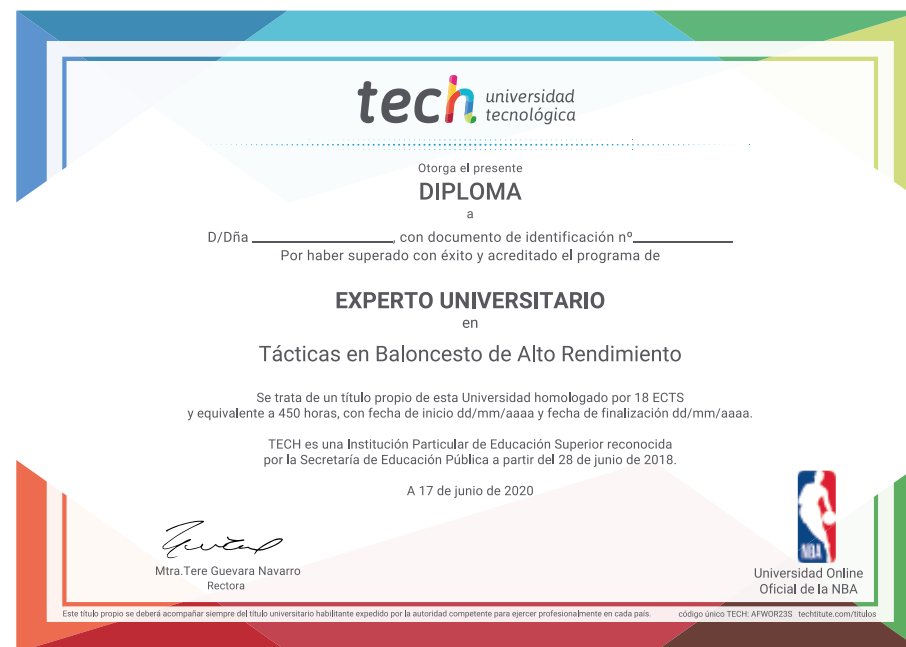 tech universidad
tecnológica
Otorga el presente
DIPLOMA
a
D/Dña ____________________, con documento de identificación nº______________
Por haber superado con éxito y acreditado el programa de
EXPERTO UNIVERSITARIO
en
Tácticas en Baloncesto de Alto Rendimiento
Se trata de un título propio de esta Universidad homologado por 18 ECTS
y equivalente a 450 horas, con fecha de inicio dd/mm/aaaa y fecha de finalización dd/mm/aaaa.
TECH es una Institución Particular de Educación Superior reconocida
por la Secretaría de Educación Pública a partir del 28 de junio de 2018.
A 17 de junio de 2020
Mtra.Tere Guevara Navarro
Rectora
NBA
Universidad Online
Oficial de la NBA
Este título propio se deberá acompañar siempre del título universitario habilitante expedido por la autoridad competente para ejercer profesionalmente en cada país.
código único TECH: AFWOR23S techtitute.com/titulos